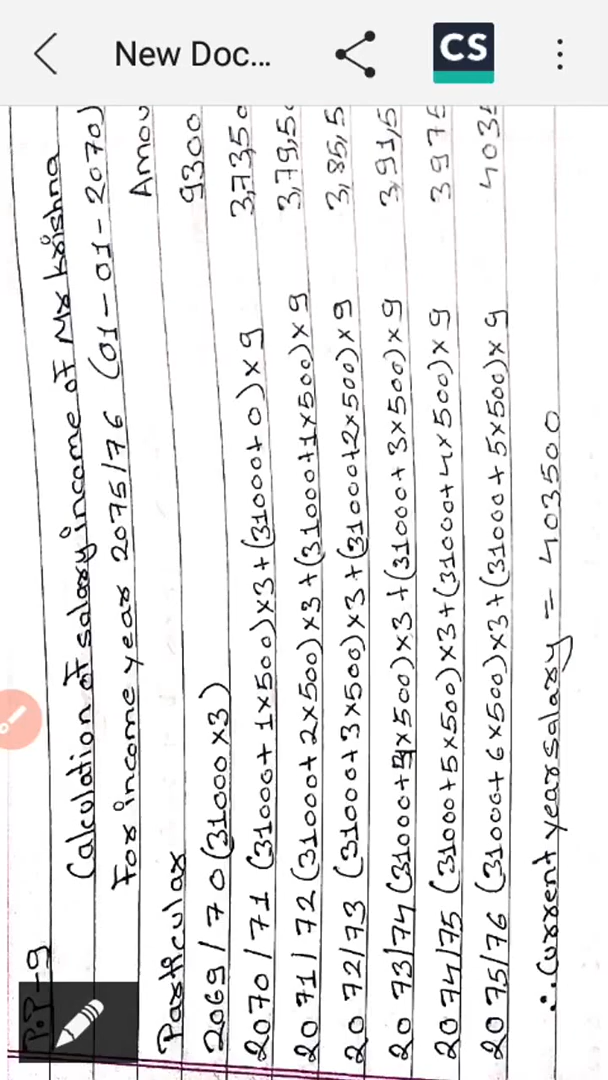 New Doc...
CS
P.P-9
Calculation of salary income of Mr Krishna
For income year 2075/76 (01-01-2070)
Particular Amou
2069/70 (31000×3) 9300
2070/71 (31000+1×500)×3+(31000+0)×9 3,73,50
2071/72 (31000+2×500)×3+(31000+1×500)×9 3,79,50
2072/73 (31000+3×500)×3+(31000+2×500)×9 3,85,5
2073/74 (31000+4×500)×3+(31000+3×500)×9 3,91,5
2074/75 (31000+5×500)×3+(31000+4×500)×9 3975
2075/76 (31000+6×500)×3+(31000+5×500)×9 4035
∴ Current year salary = 403500